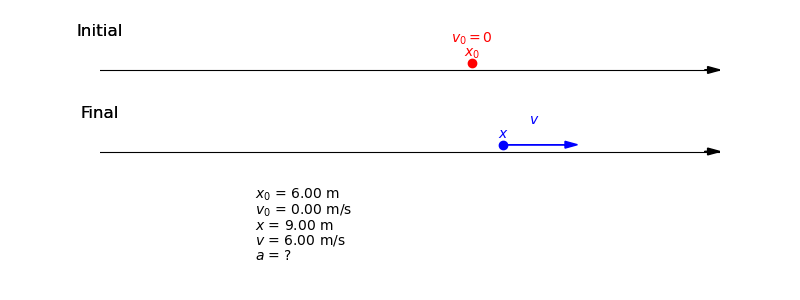 Initial
v₀ = 0
x₀
Final
v
x
x₀ = 6.00 m
v₀ = 0.00 m/s
x = 9.00 m
v = 6.00 m/s
a = ?